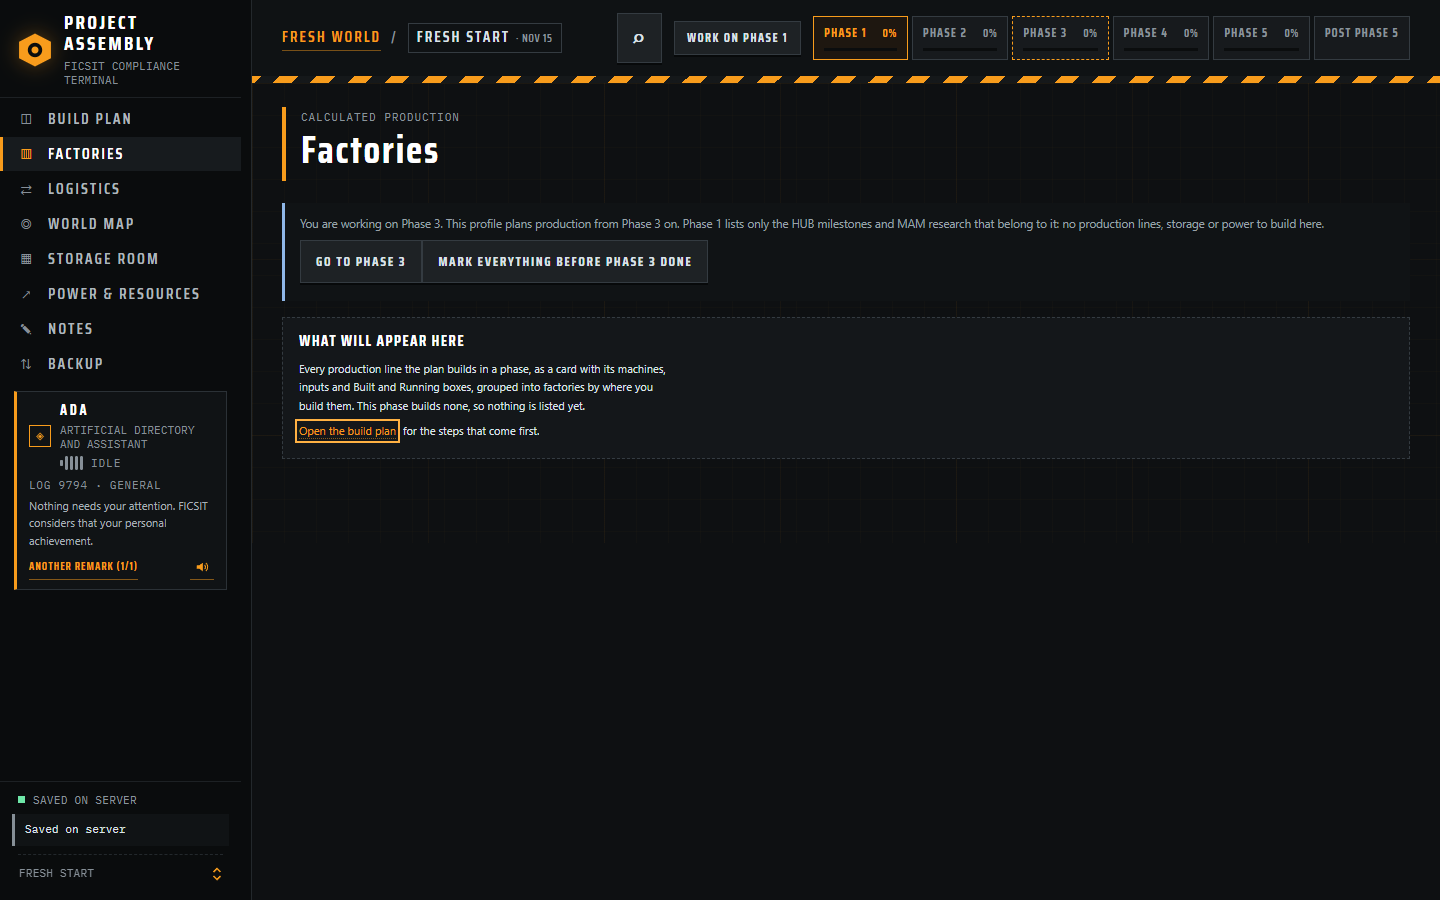 PROJECT
ASSEMBLY
FICSIT COMPLIANCE
TERMINAL
BUILD PLAN
FACTORIES
LOGISTICS
WORLD MAP
STORAGE ROOM
POWER & RESOURCES
NOTES
BACKUP
ADA
ARTIFICIAL DIRECTORY
AND ASSISTANT
IDLE
LOG 9794 · GENERAL
Nothing needs your attention. FICSIT
considers that your personal
achievement.
ANOTHER REMARK (1/1)
SAVED ON SERVER
Saved on server
FRESH START
FRESH WORLD / FRESH START · NOV 15
WORK ON PHASE 1
PHASE 1 0%
PHASE 2 0%
PHASE 3 0%
PHASE 4 0%
PHASE 5 0%
POST PHASE 5
CALCULATED PRODUCTION
Factories
You are working on Phase 3. This profile plans production from Phase 3 on. Phase 1 lists only the HUB milestones and MAM research that belong to it: no production lines, storage or power to build here.
GO TO PHASE 3
MARK EVERYTHING BEFORE PHASE 3 DONE
WHAT WILL APPEAR HERE
Every production line the plan builds in a phase, as a card with its machines,
inputs and Built and Running boxes, grouped into factories by where you
build them. This phase builds none, so nothing is listed yet.
Open the build plan for the steps that come first.